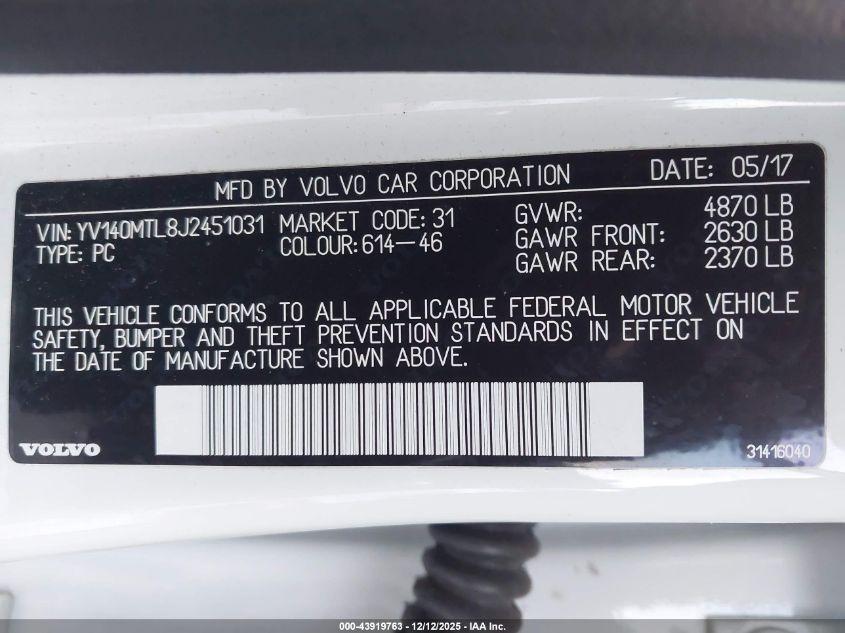 MFD BY VOLVO CAR CORPORATION DATE: 05/17
VIN: YV140MTL8J2451031 MARKET CODE: 31 GVWR: 4870 LB
TYPE: PC COLOUR: 614-46 GAWR FRONT: 2630 LB
GAWR REAR: 2370 LB
THIS VEHICLE CONFORMS TO ALL APPLICABLE FEDERAL MOTOR VEHICLE
SAFETY, BUMPER AND THEFT PREVENTION STANDARDS IN EFFECT ON
THE DATE OF MANUFACTURE SHOWN ABOVE.
VOLVO 31416040
000-43919763 - 12/12/2025 - IAA Inc.